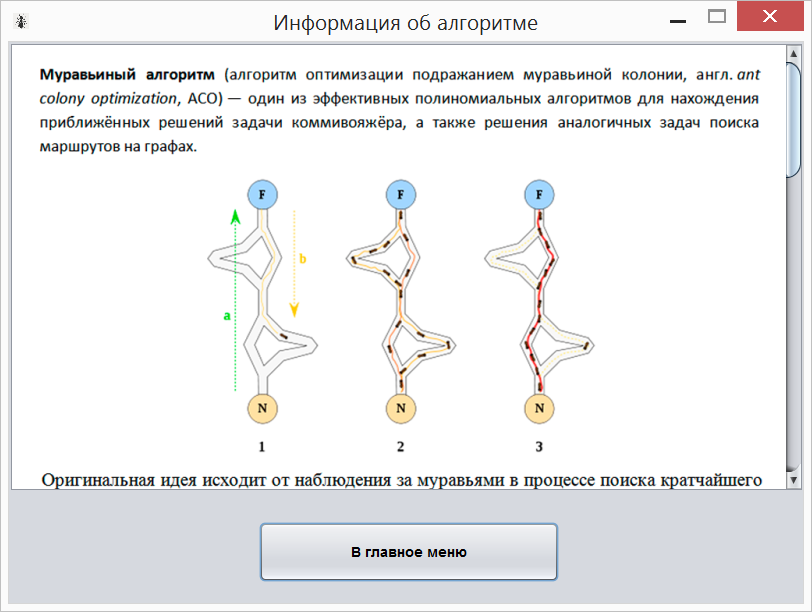 Информация об алгоритме
Муравьиный алгоритм (алгоритм оптимизации подражанием муравьиной колонии, англ. ant
colony optimization, ACO) — один из эффективных полиномиальных алгоритмов для нахождения
приближённых решений задачи коммивояжёра, а также решения аналогичных задач поиска
маршрутов на графах.
F F F
b
a
N N N
1 2 3
Оригинальная идея исходит от наблюдения за муравьями в процессе поиска кратчайшего
В главное меню